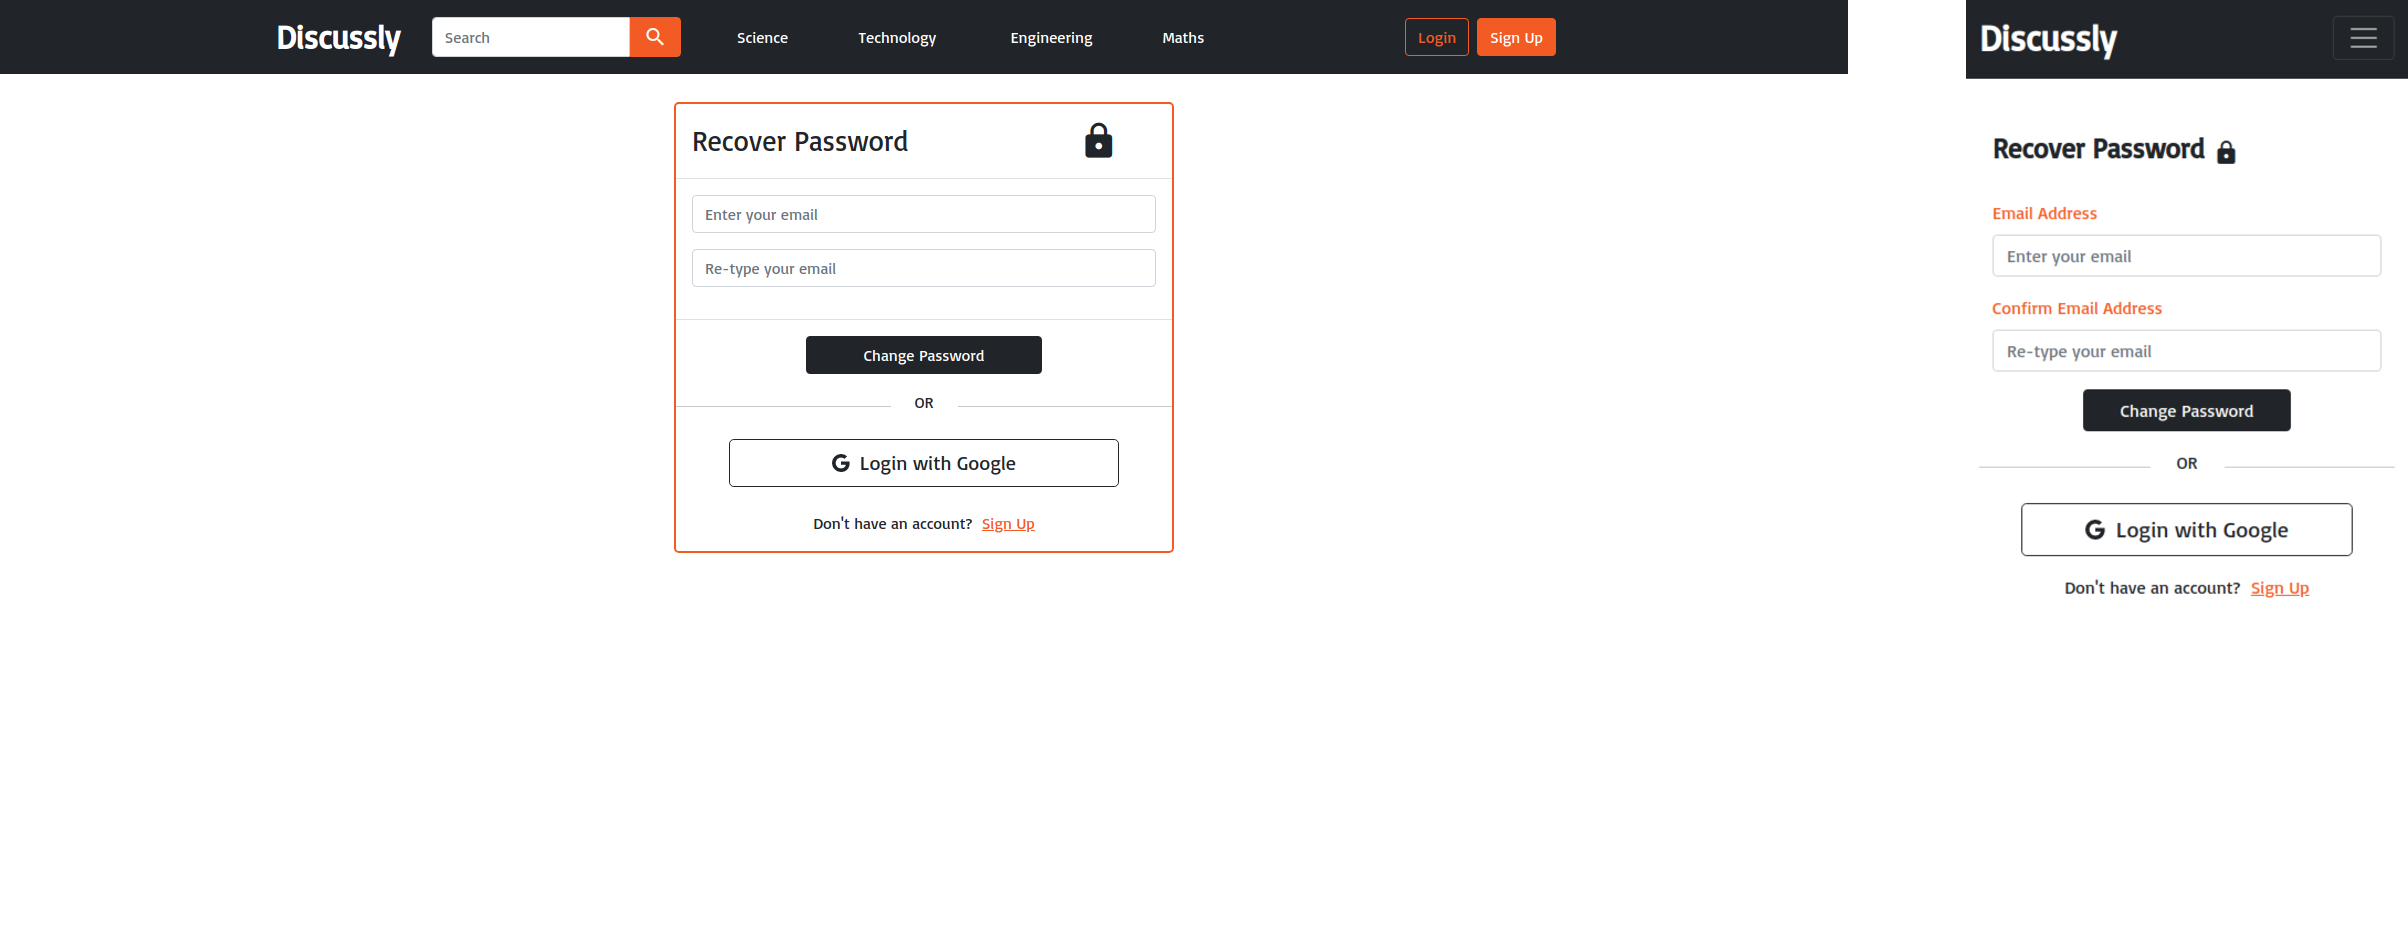 Discussly
Search
Science
Technology
Engineering
Maths
Login
Sign Up
Recover Password
Enter your email
Re-type your email
Change Password
OR
Login with Google
Don't have an account? Sign Up
Discussly
Recover Password
Email Address
Enter your email
Confirm Email Address
Re-type your email
Change Password
OR
Login with Google
Don't have an account? Sign Up